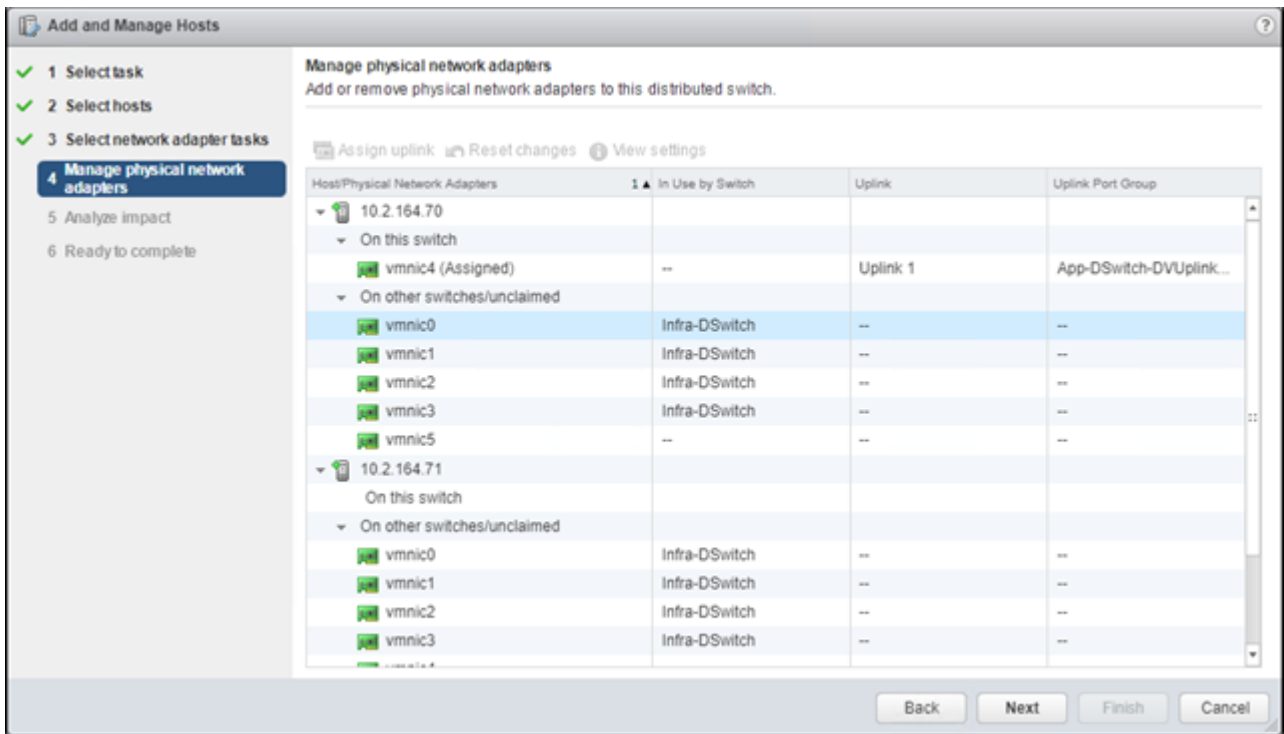 Add and Manage Hosts
?
1 Select task
2 Select hosts
3 Select network adapter tasks
4 Manage physical network adapters
5 Analyze impact
6 Ready to complete
Manage physical network adapters
Add or remove physical network adapters to this distributed switch.
Assign uplink Reset changes View settings
Host/Physical Network Adapters 1 ▲ In Use by Switch Uplink Uplink Port Group
10.2.164.70
On this switch
vmnic4 (Assigned) -- Uplink 1 App-DSwitch-DVUplink...
On other switches/unclaimed
vmnic0 Infra-DSwitch -- --
vmnic1 Infra-DSwitch -- --
vmnic2 Infra-DSwitch -- --
vmnic3 Infra-DSwitch -- --
vmnic5 -- -- --
10.2.164.71
On this switch
On other switches/unclaimed
vmnic0 Infra-DSwitch -- --
vmnic1 Infra-DSwitch -- --
vmnic2 Infra-DSwitch -- --
vmnic3 Infra-DSwitch -- --
Back Next Finish Cancel